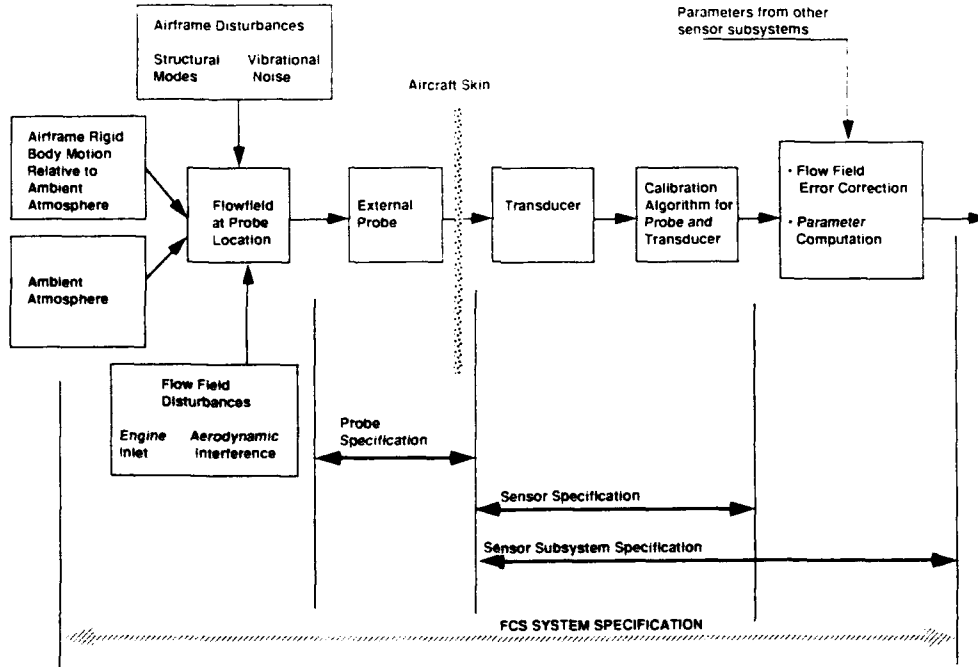 Airframe Disturbances
Structural Modes
Vibrational Noise
Parameters from other
sensor subsystems
Aircraft Skin
Airframe Rigid
Body Motion
Relative to
Ambient
Atmosphere
Ambient
Atmosphere
Flowfield
at Probe
Location
External
Probe
Transducer
Calibration
Algorithm for
Probe and
Transducer
· Flow Field
Error Correction
· Parameter
Computation
Flow Field
Disturbances
Engine
Inlet
Aerodynamic
Interference
Probe
Specification
Sensor Specification
Sensor Subsystem Specification
FCS SYSTEM SPECIFICATION